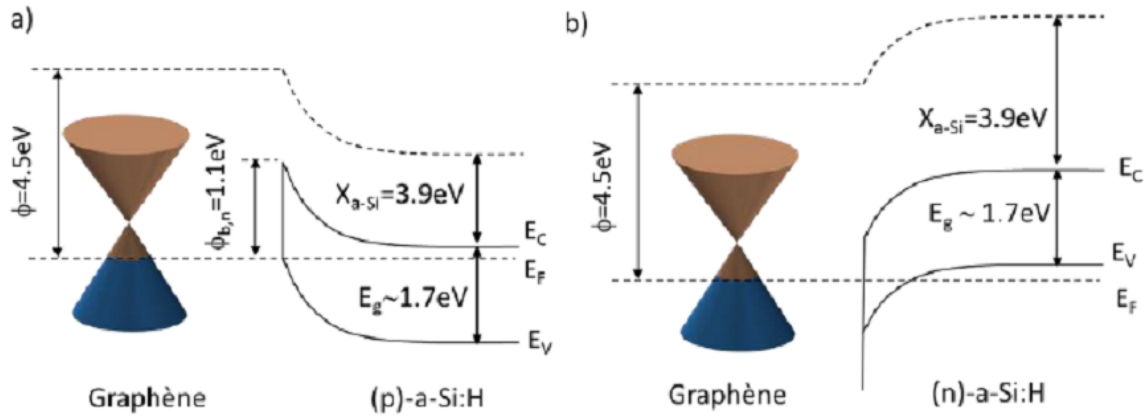 a)
ϕ=4.5eV
ϕb,n=1.1eV
Xa-Si=3.9eV
EC
EF
Eg~1.7eV
EV
Graphène
(p)-a-Si:H
b)
ϕ=4.5eV
Xa-Si=3.9eV
EC
Eg ~ 1.7eV
EV
EF
Graphène
(n)-a-Si:H